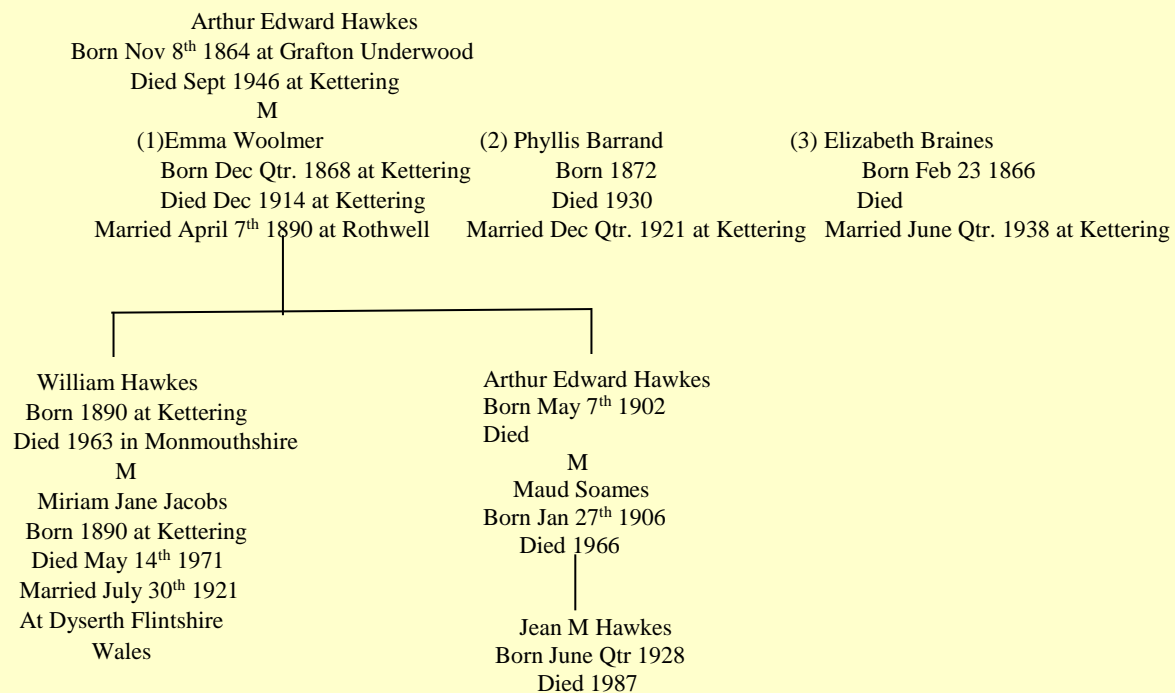 Arthur Edward Hawkes
Born Nov 8th 1864 at Grafton Underwood
Died Sept 1946 at Kettering
M
(1)Emma Woolmer
Born Dec Qtr. 1868 at Kettering
Died Dec 1914 at Kettering
Married April 7th 1890 at Rothwell
(2) Phyllis Barrand
Born 1872
Died 1930
Married Dec Qtr. 1921 at Kettering
(3) Elizabeth Braines
Born Feb 23 1866
Died
Married June Qtr. 1938 at Kettering
William Hawkes
Born 1890 at Kettering
Died 1963 in Monmouthshire
M
Miriam Jane Jacobs
Born 1890 at Kettering
Died May 14th 1971
Married July 30th 1921
At Dyserth Flintshire
Wales
Arthur Edward Hawkes
Born May 7th 1902
Died
M
Maud Soames
Born Jan 27th 1906
Died 1966
Jean M Hawkes
Born June Qtr 1928
Died 1987